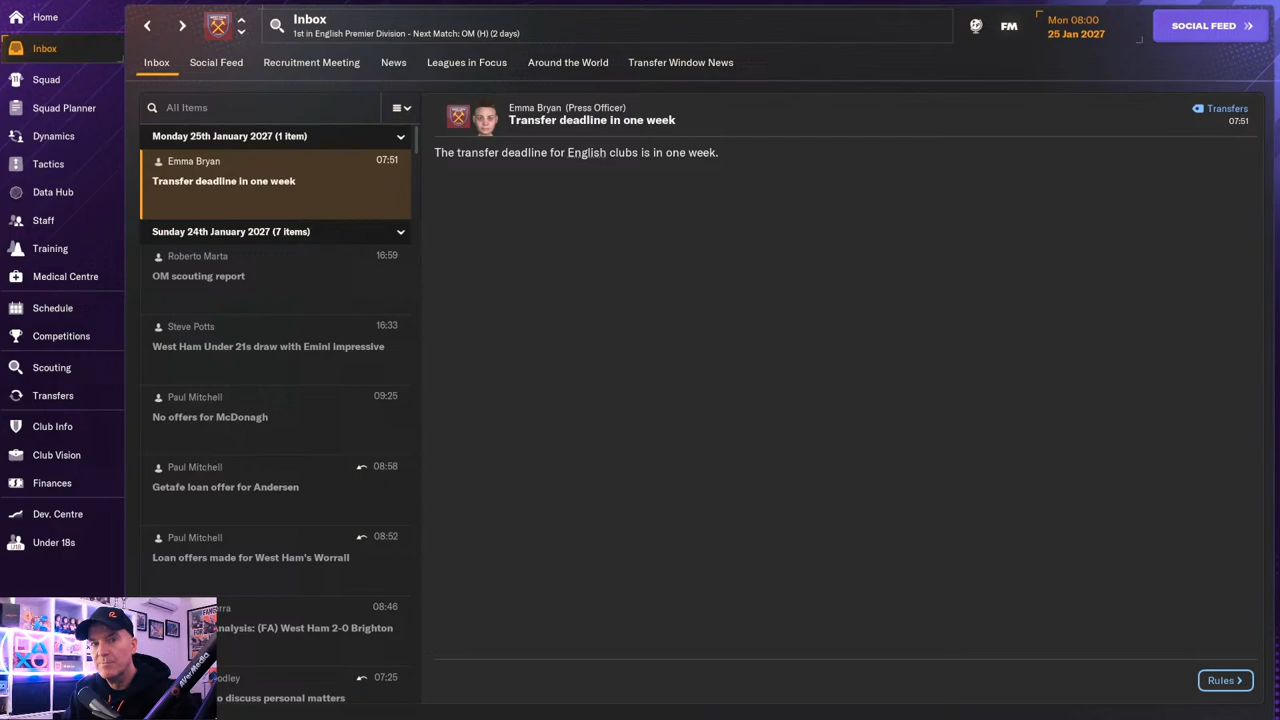 Home
Inbox
Squad
Squad Planner
Dynamics
Tactics
Data Hub
Staff
Training
Medical Centre
Schedule
Competitions
Scouting
Transfers
Club Info
Club Vision
Finances
Dev. Centre
Under 18s
Inbox
1st in English Premier Division - Next Match: OM (H) (2 days)
FM
Mon 08:00
25 Jan 2027
SOCIAL FEED
Inbox
Social Feed
Recruitment Meeting
News
Leagues in Focus
Around the World
Transfer Window News
All Items
Monday 25th January 2027 (1 item)
Emma Bryan
07:51
Transfer deadline in one week
Sunday 24th January 2027 (7 items)
Roberto Marta
16:59
OM scouting report
Steve Potts
16:33
West Ham Under 21s draw with Emini impressive
Paul Mitchell
09:25
No offers for McDonagh
Paul Mitchell
08:58
Getafe loan offer for Andersen
Paul Mitchell
08:52
Loan offers made for West Ham's Worrall
08:46
nalysis: (FA) West Ham 2-0 Brighton
07:25
o discuss personal matters
Emma Bryan (Press Officer)
Transfer deadline in one week
Transfers
07:51
The transfer deadline for English clubs is in one week.
Rules
AVerMedia